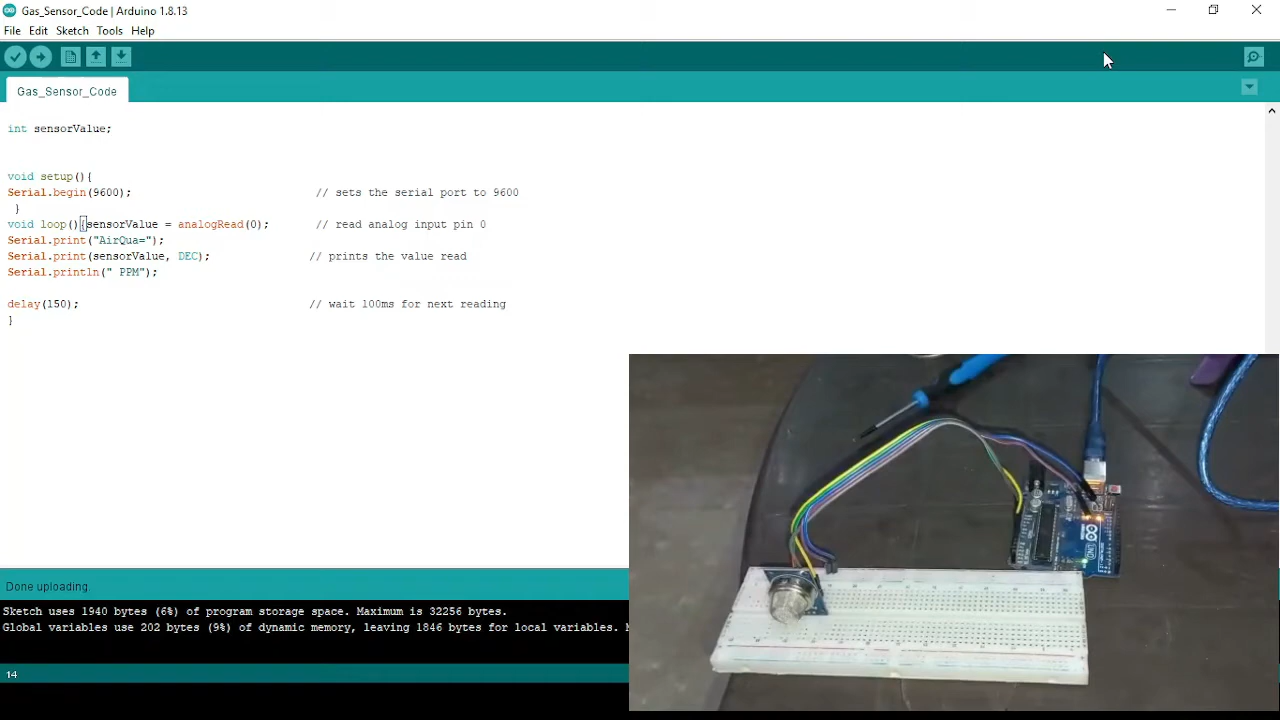 Gas_Sensor_Code | Arduino 1.8.13
File Edit Sketch Tools Help
Gas_Sensor_Code
int sensorValue;
void setup(){
Serial.begin(9600); // sets the serial port to 9600
}
void loop(){sensorValue = analogRead(0); // read analog input pin 0
Serial.print("AirQua=");
Serial.print(sensorValue, DEC); // prints the value read
Serial.println(" PPM");
delay(150); // wait 100ms for next reading
}
Done uploading.
Sketch uses 1940 bytes (6%) of program storage space. Maximum is 32256 bytes.
Global variables use 202 bytes (9%) of dynamic memory, leaving 1846 bytes for local variables.
14
UNO